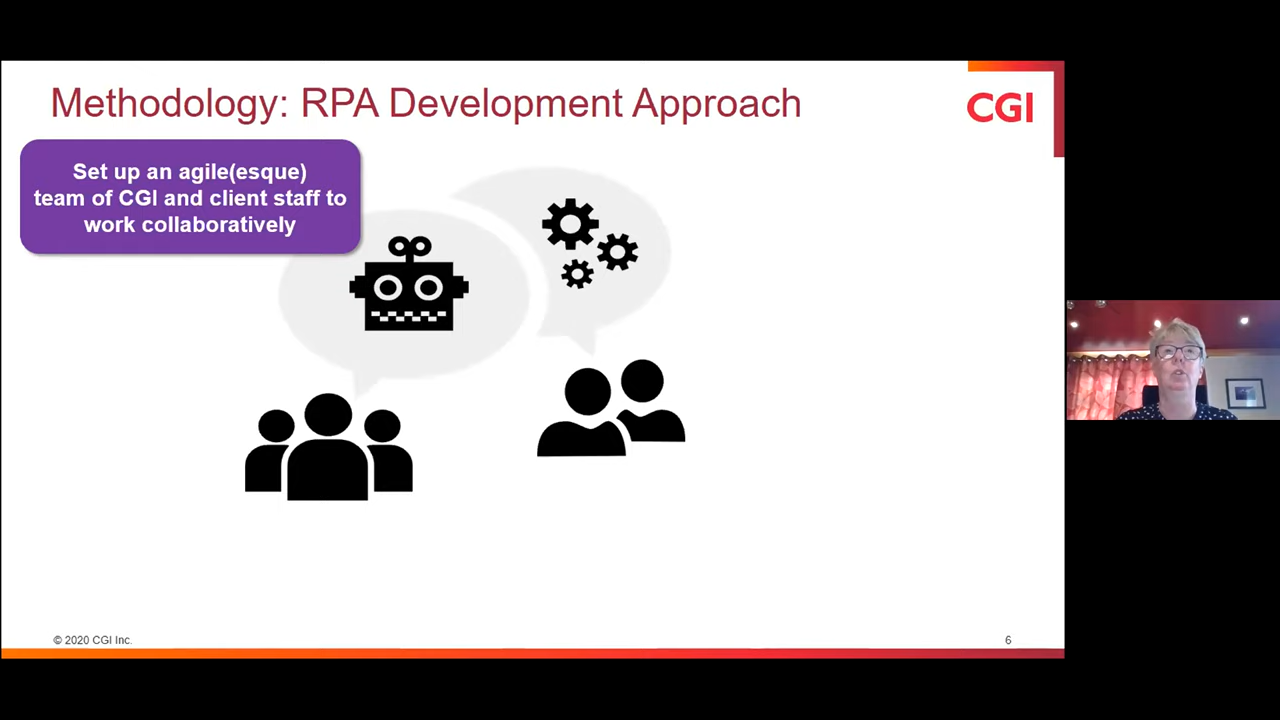 Methodology: RPA Development Approach
CGI
Set up an agile(esque)
team of CGI and client staff to
work collaboratively
© 2020 CGI Inc.
6